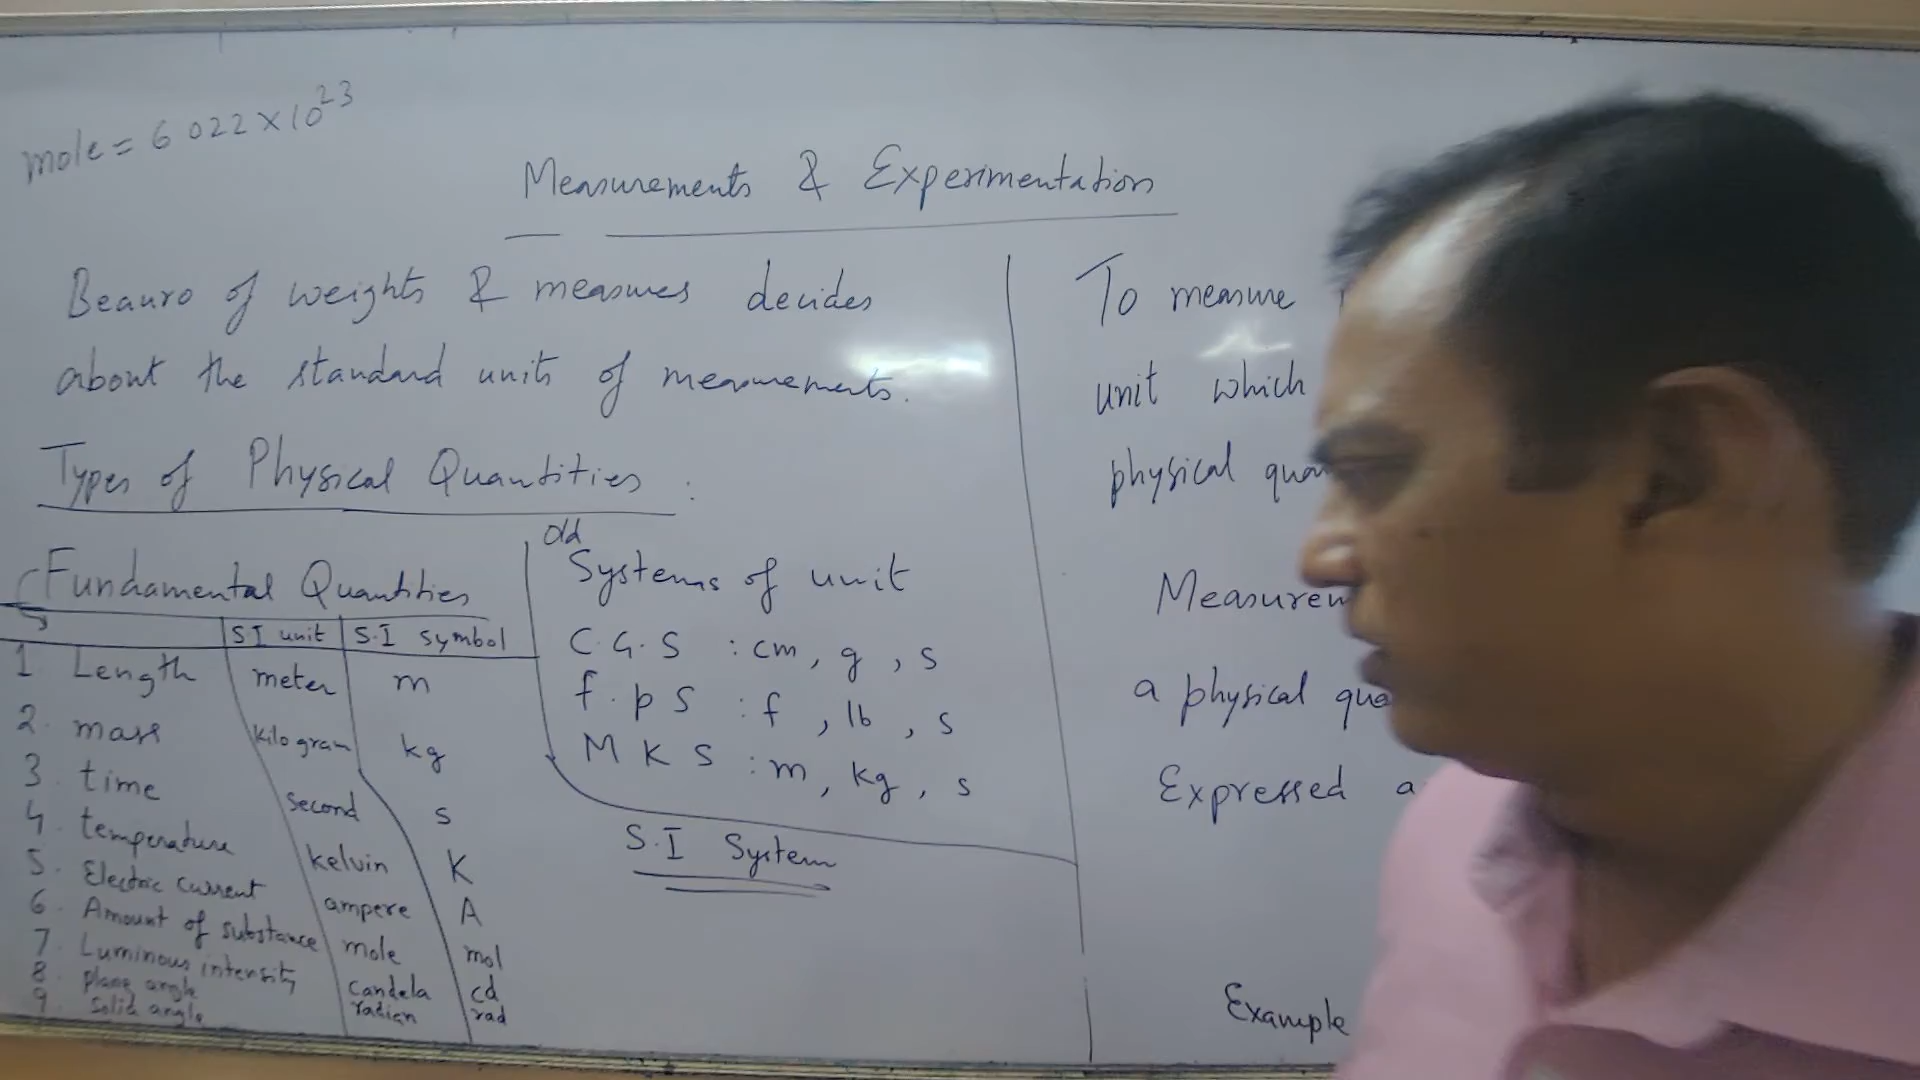 mole = 6 022 × 10²³
Measurements & Experimentation
Beauro of weights & measures decides
about the standard units of measurements.
Types of Physical Quantities :
Fundamental Quantities
S.I unit S.I symbol
1. Length meter m
2. mass kilogram kg
3. time second s
4. temperature kelvin K
5. Electric current ampere A
6. Amount of substance mole mol
7. Luminous intensity candela cd
8. plane angle radian rad
9. Solid angle
Old
Systems of unit
C.G.S : cm, g, s
f.p S : f, lb, s
M K S : m, kg, s
S.I System
To measure
unit which
physical
a physical
Expressed
Example